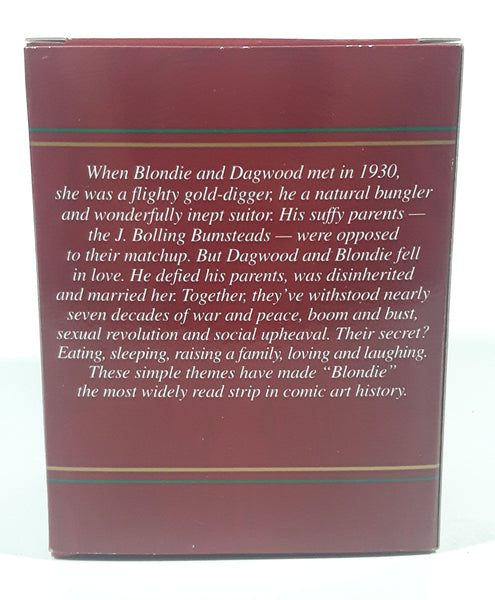 When Blondie and Dagwood met in 1930,
she was a flighty gold-digger, he a natural bungler
and wonderfully inept suitor. His suffy parents —
the J. Bolling Bumsteads — were opposed
to their matchup. But Dagwood and Blondie fell
in love. He defied his parents, was disinherited
and married her. Together, they've withstood nearly
seven decades of war and peace, boom and bust,
sexual revolution and social upheaval. Their secret?
Eating, sleeping, raising a family, loving and laughing.
These simple themes have made “Blondie”
the most widely read strip in comic art history.